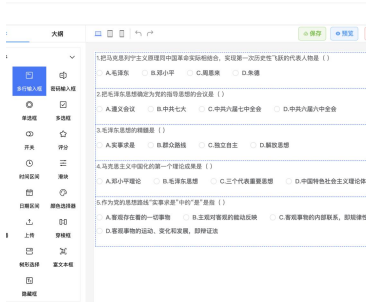 大纲
保存
预览
多行输入框
密码输入框
单选框
多选框
开关
评分
时间区间
滑块
日期区间
颜色选择器
上传
穿梭框
树形选择
富文本框
隐藏框
1.把马克思列宁主义原理同中国革命实际相结合，实现第一次历史性飞跃的代表人物是（ ）
A.毛泽东 B.邓小平 C.周恩来 D.朱德
2.把毛泽东思想确定为党的指导思想的会议是（ ）
A.遵义会议 B.中共七大 C.中共六届七中全会 D.中共六届六中全会
3.毛泽东思想的精髓是（ ）
A.实事求是 B.群众路线 C.独立自主 D.解放思想
4.马克思主义中国化的第一个理论成果是（ ）
A.邓小平理论 B.毛泽东思想 C.三个代表重要思想 D.中国特色社会主义理论体
5.作为党的思想路线"实事求是"中的"是"是指（ ）
A.客观存在着的一切事物 B.主观对客观的能动反映 C.客观事物的内部联系，即规律性
D.客观事物的运动、变化和发展，即辩证法